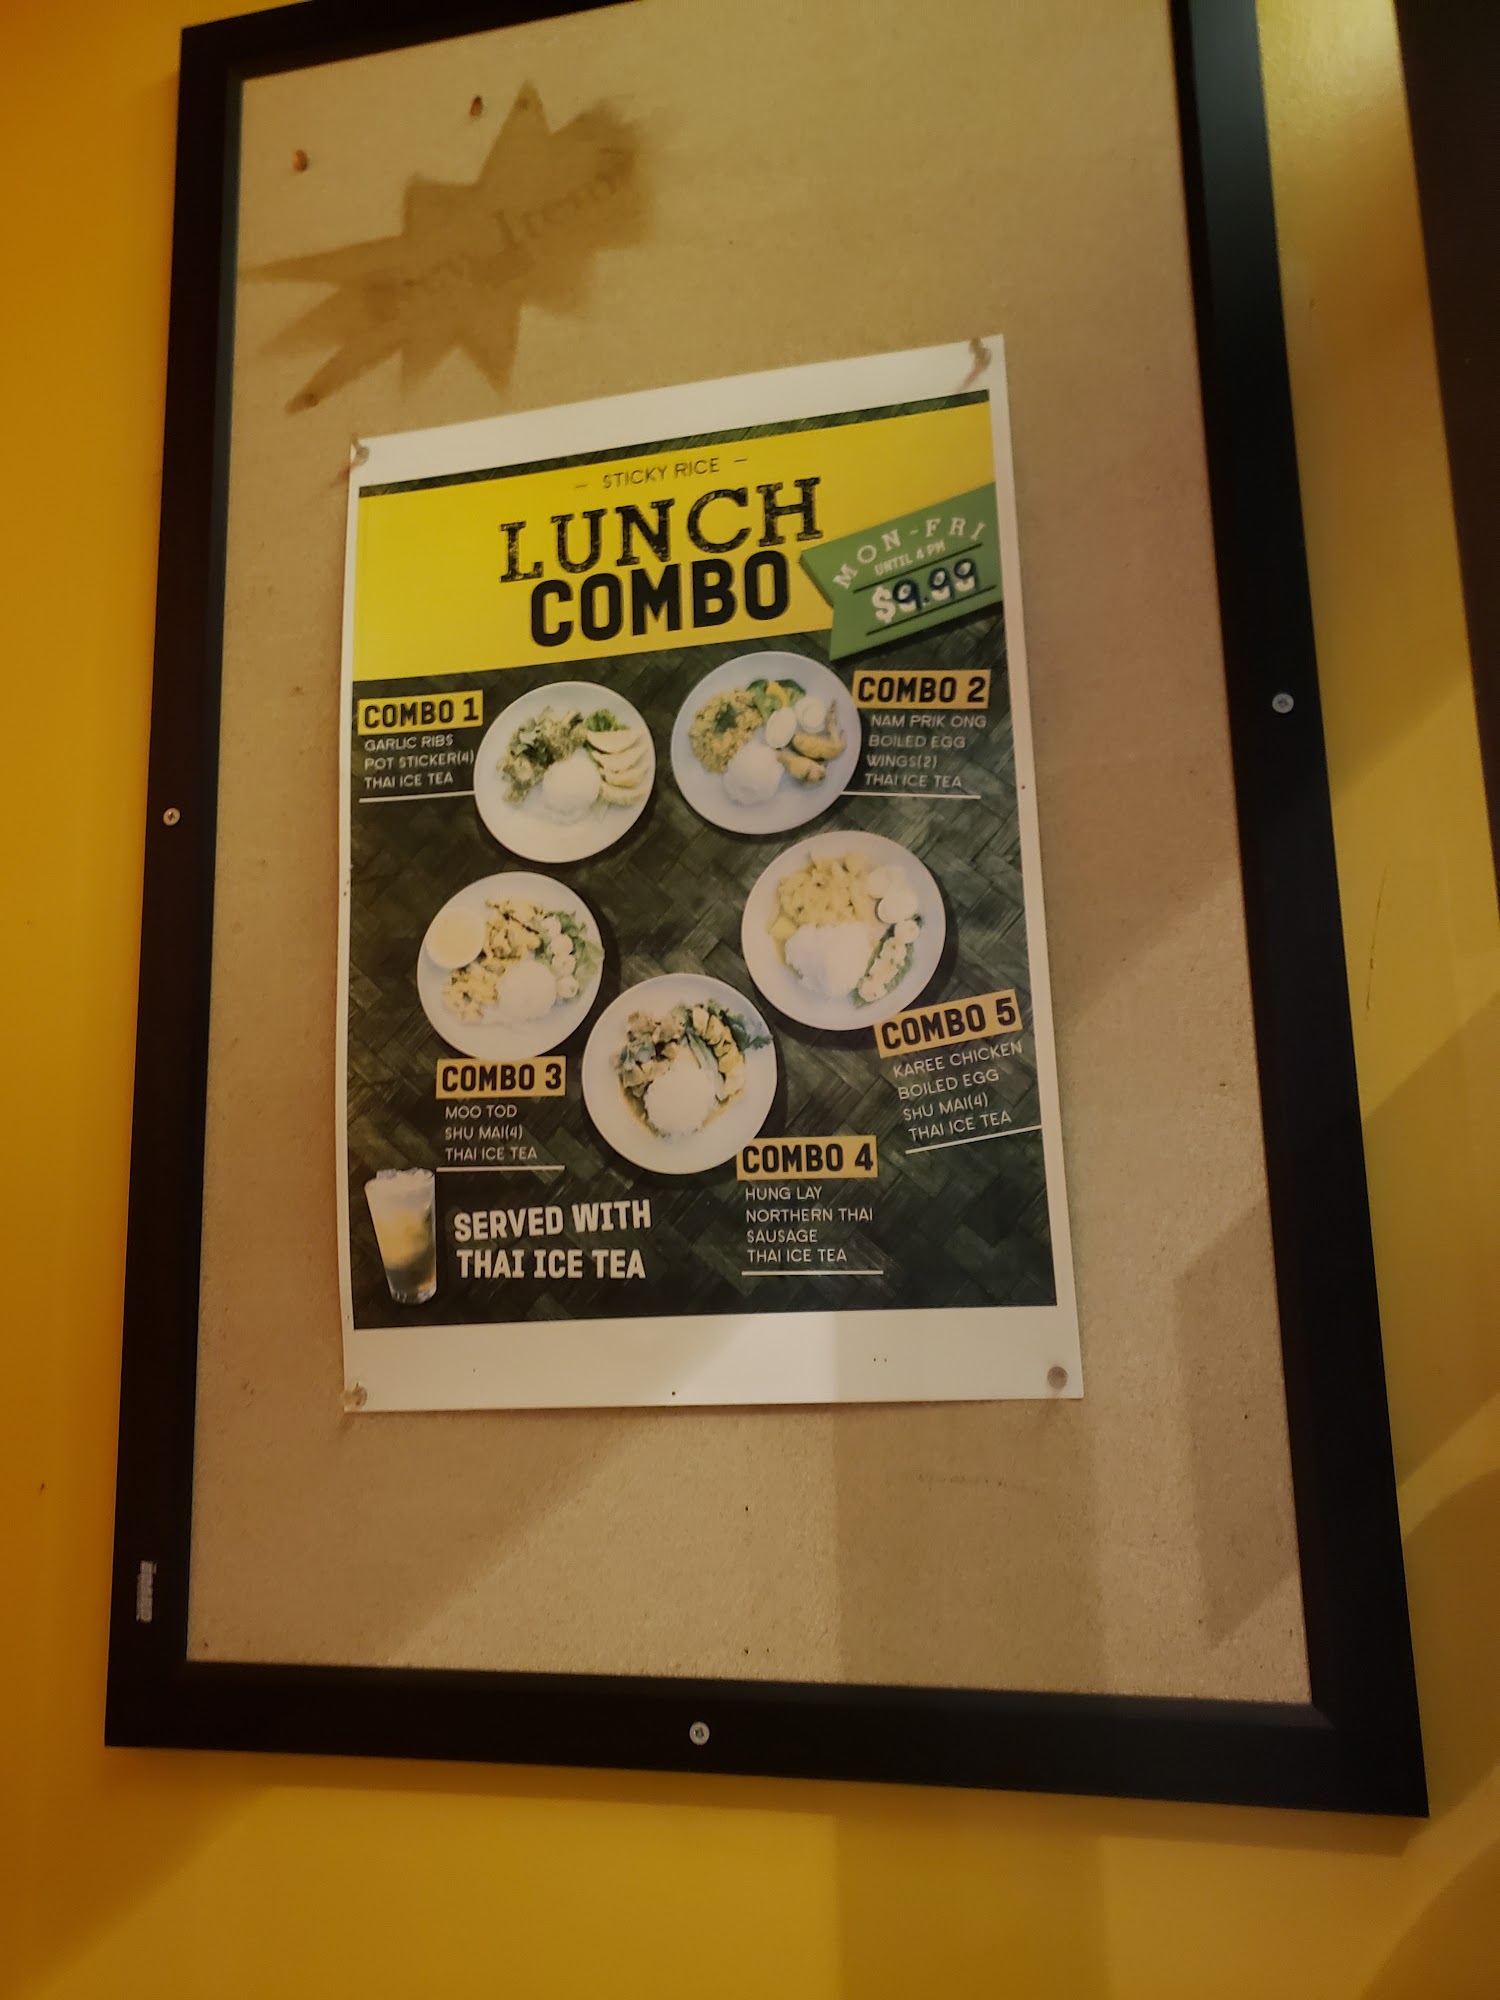 New Item!
— STICKY RICE —
LUNCH
COMBO
MON-FRI
UNTIL 4 PM
$9.99
COMBO 1
GARLIC RIBS
POT STICKER(4)
THAI ICE TEA
COMBO 2
NAM PRIK ONG
BOILED EGG
WINGS(2)
THAI ICE TEA
COMBO 3
MOO TOD
SHU MAI(4)
THAI ICE TEA
COMBO 5
KAREE CHICKEN
BOILED EGG
SHU MAI(4)
THAI ICE TEA
COMBO 4
HUNG LAY
NORTHERN THAI
SAUSAGE
THAI ICE TEA
SERVED WITH
THAI ICE TEA